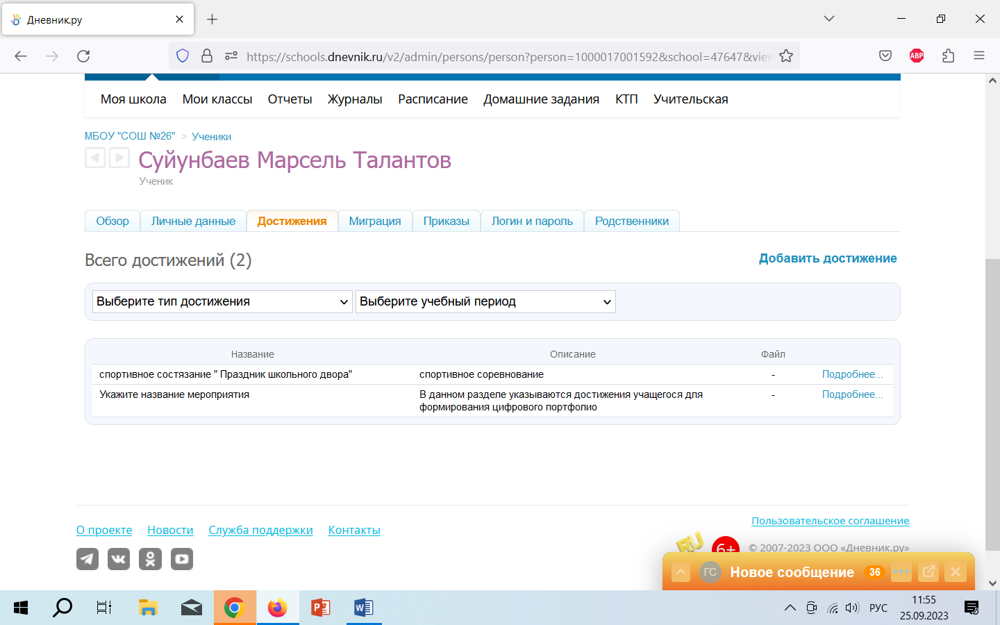 Дневник.ру
https://schools.dnevnik.ru/v2/admin/persons/person?person=1000017001592&school=47647&view
ABP
Моя школа Мои классы Отчеты Журналы Расписание Домашние задания КТП Учительская
МБОУ "СОШ №26" > Ученики
Суйунбаев Марсель Талантов
Ученик
Обзор Личные данные Достижения Миграция Приказы Логин и пароль Родственники
Всего достижений (2) Добавить достижение
Выберите тип достижения Выберите учебный период
Название Описание Файл
спортивное состязание " Праздник школьного двора" спортивное соревнование - Подробнее...
Укажите название мероприятия В данном разделе указываются достижения учащегося для - Подробнее...
формирования цифрового портфолио
Пользовательское соглашение
О проекте Новости Служба поддержки Контакты
RU 6+ © 2007-2023 ООО «Дневник.ру»
ГС Новое сообщение 36
11:55
РУС
25.09.2023